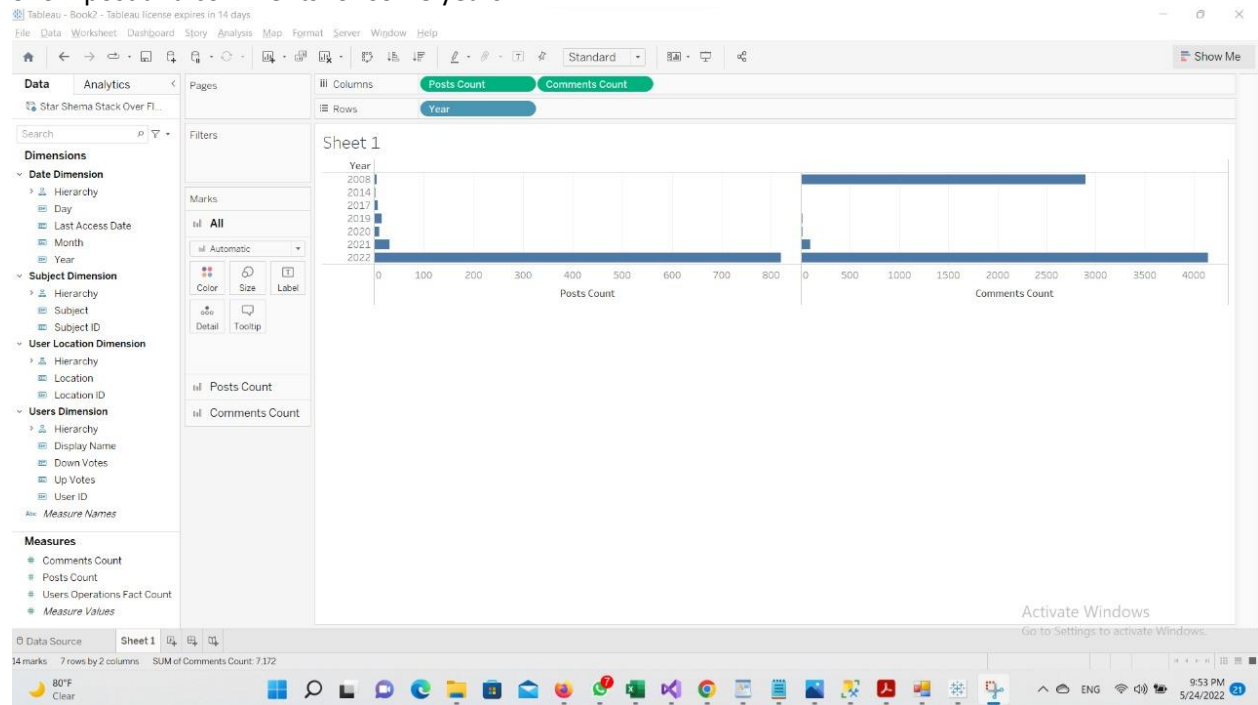 Tableau - Book2 - Tableau license expires in 14 days
File Data Worksheet Dashboard Story Analysis Map Format Server Window Help
Standard
Show Me
Data Analytics
Star Shema Stack Over Fl...
Search
Dimensions
Date Dimension
Hierarchy
Day
Last Access Date
Month
Year
Subject Dimension
Hierarchy
Subject
Subject ID
User Location Dimension
Hierarchy
Location
Location ID
Users Dimension
Hierarchy
Display Name
Down Votes
Up Votes
User ID
Abc Measure Names
Measures
Comments Count
Posts Count
Users Operations Fact Count
Measure Values
Pages
Filters
Marks
All
Automatic
Color Size Label
Detail Tooltip
Posts Count
Comments Count
Columns Posts Count Comments Count
Rows Year
Sheet 1
Year
2008
2014
2017
2019
2020
2021
2022
0 100 200 300 400 500 600 700 800 0 500 1000 1500 2000 2500 3000 3500 4000
Posts Count Comments Count
Activate Windows
Go to Settings to activate Windows.
Data Source Sheet 1
14 marks 7 rows by 2 columns SUM of Comments Count: 7.172
80°F
Clear
ENG
9:53 PM
5/24/2022
21